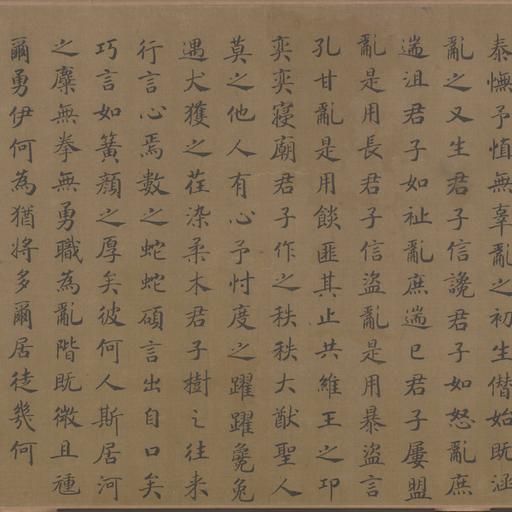 泰憮予慎無辜亂之初生僭始既涵
亂之又生君子信讒君子如怒亂庶
遄沮君子如祉亂庶遄已君子屢盟
亂是用長君子信盜亂是用暴盜言
孔甘亂是用餤匪其止共維王之卭
奕奕寢廟君子作之秩秩大猷聖人
莫之他人有心予忖度之躍躍毚兔
遇犬獲之荏染柔木君子樹之往来
行言心焉數之蛇蛇碩言出自口矣
巧言如簧顏之厚矣彼何人斯居河
之麋無拳無勇職為亂階既微且尰
爾勇伊何為猶將多爾居徒幾何